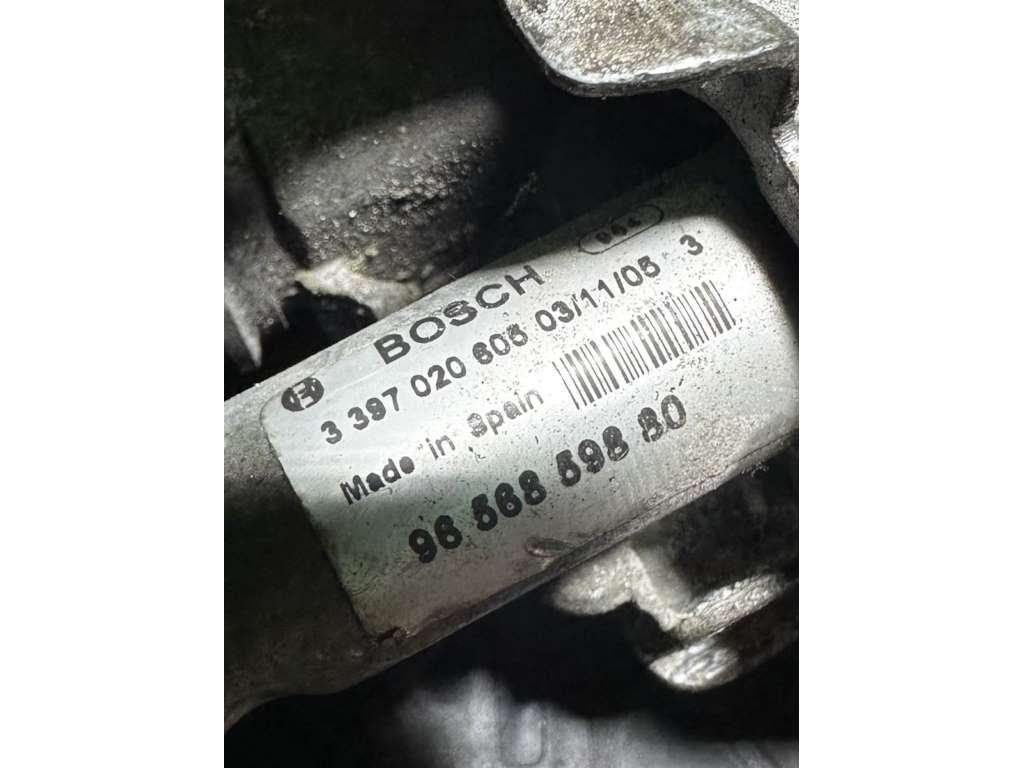 BOSCH
3 397 020 605 03/11/05 3
Made in Spain
96 568 598 80